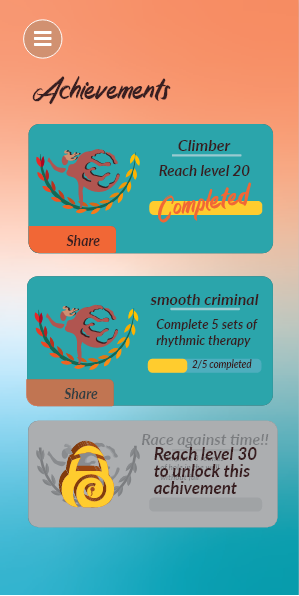 Achievements
Climber
Reach level 20
Completed
Share
smooth criminal
Complete 5 sets of
rhythmic therapy
2/5 completed
Share
Race against time!!
Reach level 30
to unlock this
achivement